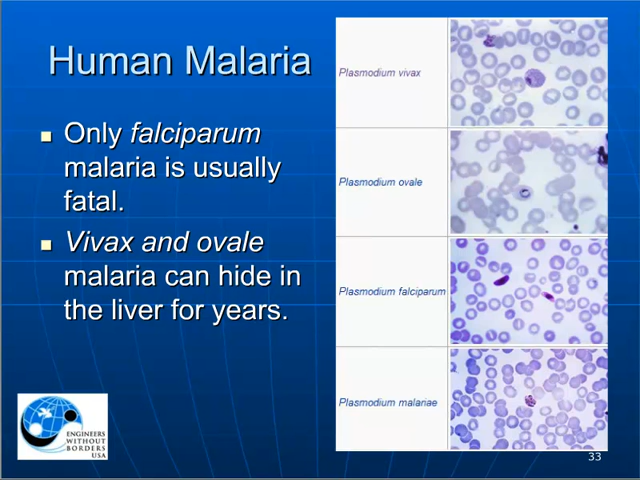 Human Malaria
Only falciparum
malaria is usually
fatal.
Vivax and ovale
malaria can hide in
the liver for years.
Plasmodium vivax
Plasmodium ovale
Plasmodium falciparum
Plasmodium malariae
ENGINEERS
WITHOUT
BORDERS
USA
33